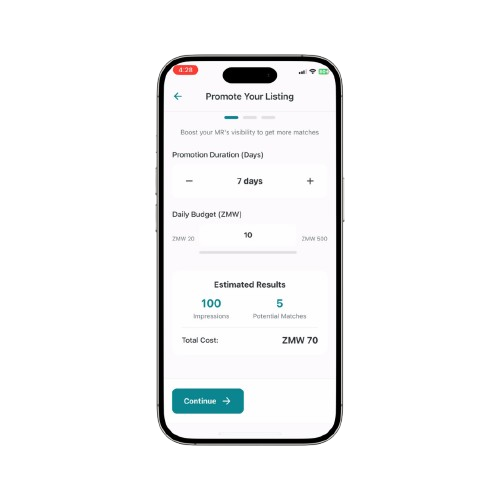 4:28
Promote Your Listing
Boost your MR's visibility to get more matches
Promotion Duration (Days)
− 7 days +
Daily Budget (ZMW)
ZMW 20 10 ZMW 500
Estimated Results
100 5
Impressions Potential Matches
Total Cost: ZMW 70
Continue →